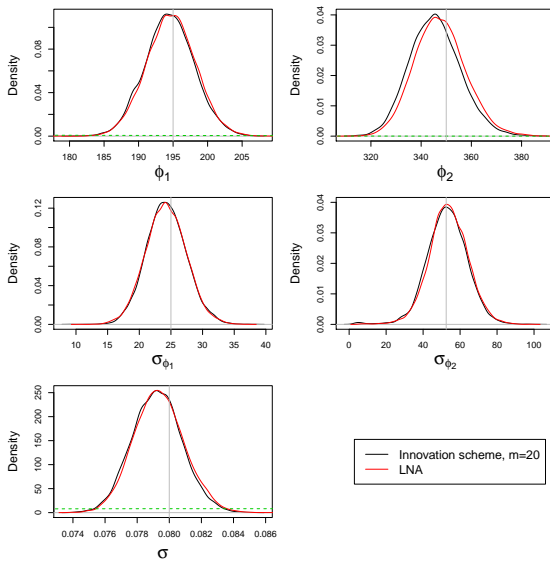 Density
0.00
0.04
0.08
180 185 190 195 200 205
ϕ1
Density
0.00 0.01 0.02 0.03 0.04
320 340 360 380
ϕ2
Density
0.00
0.04
0.08
0.12
10 15 20 25 30 35 40
σϕ1
Density
0.00 0.01 0.02 0.03 0.04
0 20 40 60 80 100
σϕ2
Density
0 50 100 150 200 250
0.074 0.076 0.078 0.080 0.082 0.084 0.086
σ
Innovation scheme, m=20
LNA